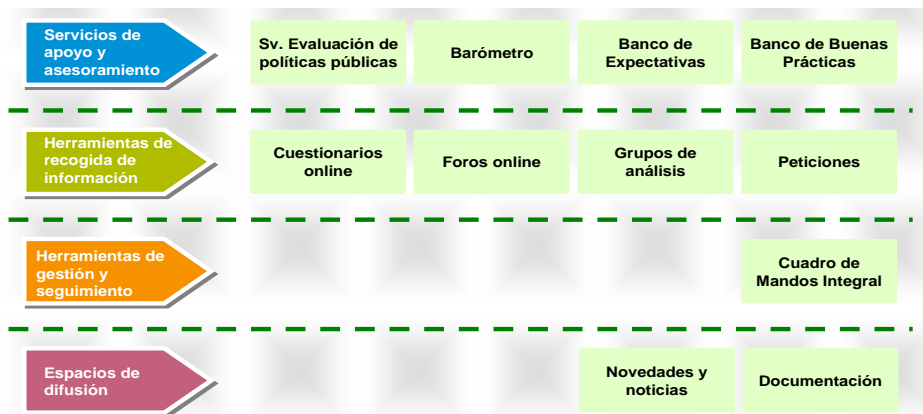 Servicios de
apoyo y
asesoramiento
Sv. Evaluación de
políticas públicas
Barómetro
Banco de
Expectativas
Banco de Buenas
Prácticas
Herramientas de
recogida de
información
Cuestionarios
online
Foros online
Grupos de
análisis
Peticiones
Herramientas de
gestión y
seguimiento
Cuadro de
Mandos Integral
Espacios de
difusión
Novedades y
noticias
Documentación